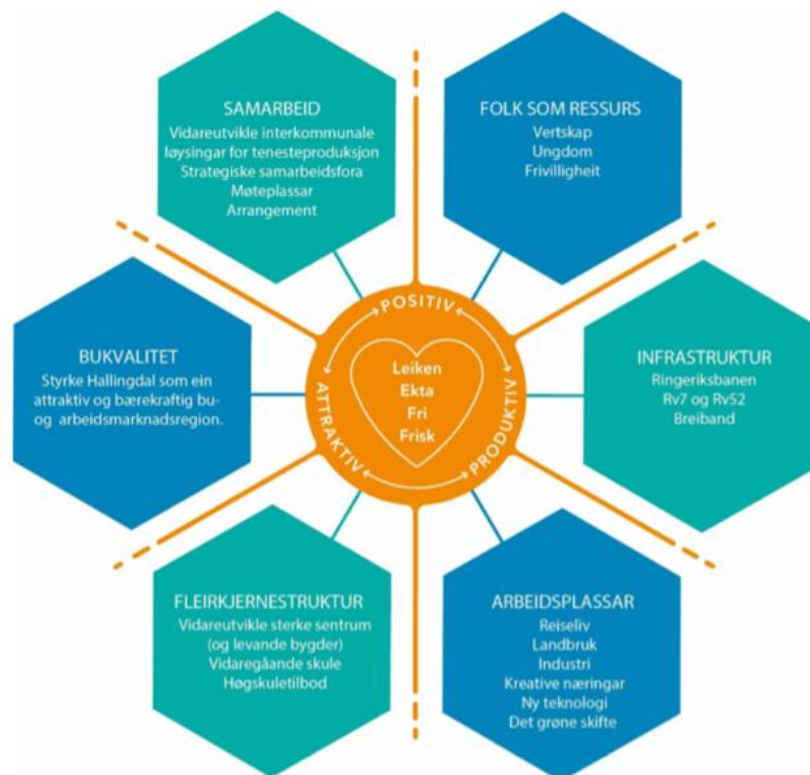 SAMARBEID
Vidareutvikle interkommunale
løysingar for tenesteproduksjon
Strategiske samarbeidsfora
Møteplassar
Arrangement
FOLK SOM RESSURS
Vertskap
Ungdom
Frivilligheit
BUKVALITET
Styrke Hallingdal som ein
attraktiv og bærekraftig bu-
og arbeidsmarknadsregion.
POSITIV
ATTRAKTIV
PRODUKTIV
Leiken
Ekta
Fri
Frisk
INFRASTRUKTUR
Ringeriksbanen
Rv7 og Rv52
Breiband
FLEIRKJERNESTRUKTUR
Vidareutvikle sterke sentrum
(og levande bygder)
Vidaregåande skule
Høgskuletilbod
ARBEIDSPLASSAR
Reiseliv
Landbruk
Industri
Kreative næringar
Ny teknologi
Det grøne skifte